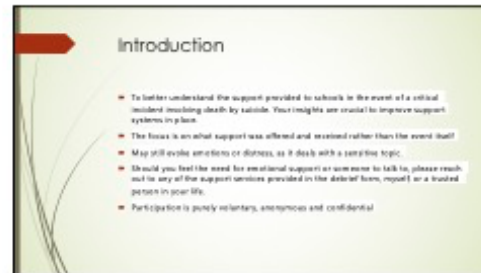 Introduction
To better understand the support provided to schools in the event of a critical
incident involving death by suicide. Your insights are crucial to improve support
systems in place.
The focus is on what support was offered and received rather than the event itself
May still evoke emotions or distress, as it deals with a sensitive topic.
Should you feel the need for emotional support or someone to talk to, please reach
out to any of the support services provided in the debrief form, myself, or a trusted
person in your life.
Participation is purely voluntary, anonymous and confidential